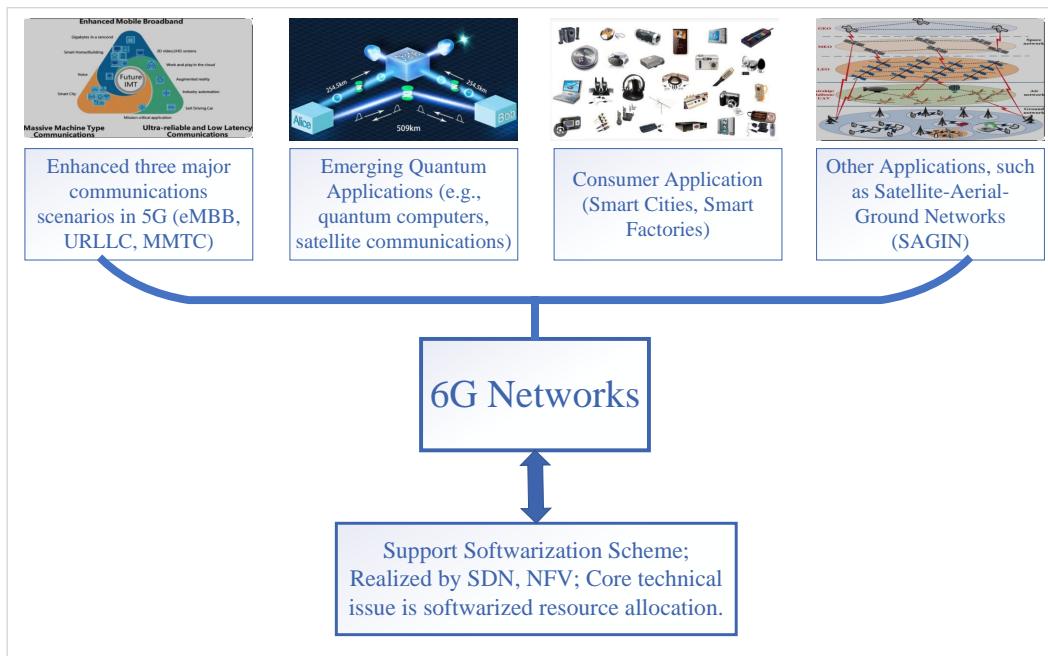 Enhanced Mobile Broadband
Gigabytes in a second
Smart Home/Building
3D video,UHD screens
Work and play in the cloud
Voice
Future
IMT
Augmented reality
Smart City
Industry automation
Self Driving Car
Mission critical application
Massive Machine Type
Communications
Ultra-reliable and Low Latency
Communications
254.5km
254.5km
Alice
Bob
509km
GEO
MEO
LEO
Enhanced three major
communications
scenarios in 5G (eMBB,
URLLC, MMTC)
Emerging Quantum
Applications (e.g.,
quantum computers,
satellite communications)
Consumer Application
(Smart Cities, Smart
Factories)
Other Applications, such
as Satellite-Aerial-
Ground Networks
(SAGIN)
6G Networks
Support Softwarization Scheme;
Realized by SDN, NFV; Core technical
issue is softwarized resource allocation.